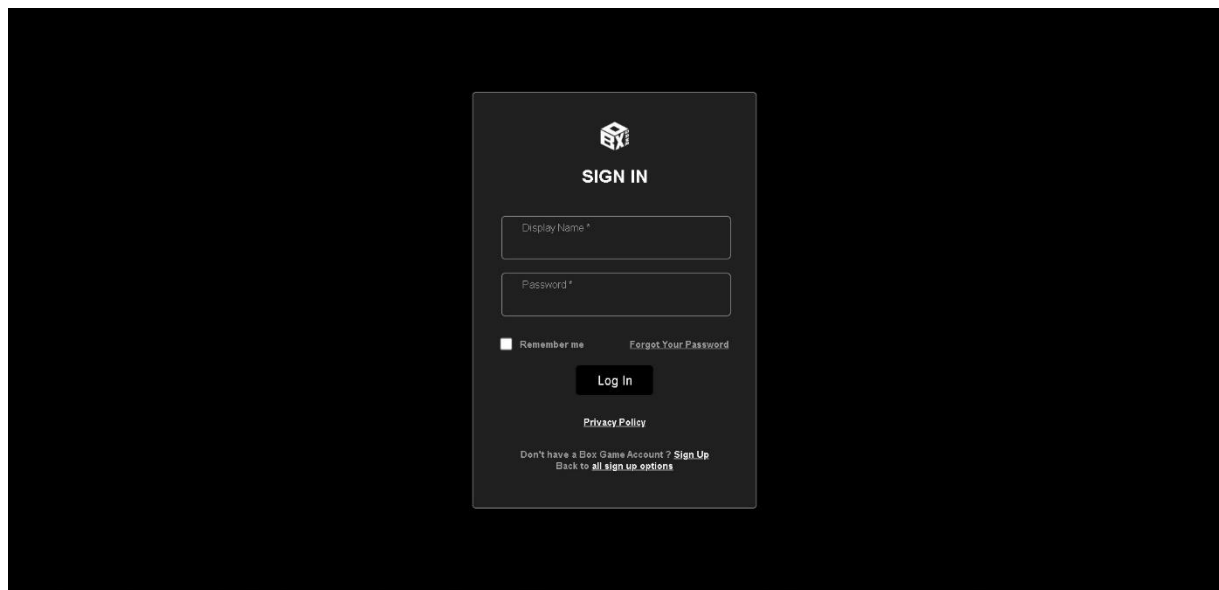 BOX
SIGN IN
Display Name *
Password *
Remember me
Forgot Your Password
Log In
Privacy Policy
Don't have a Box Game Account ? Sign Up
Back to all sign up options